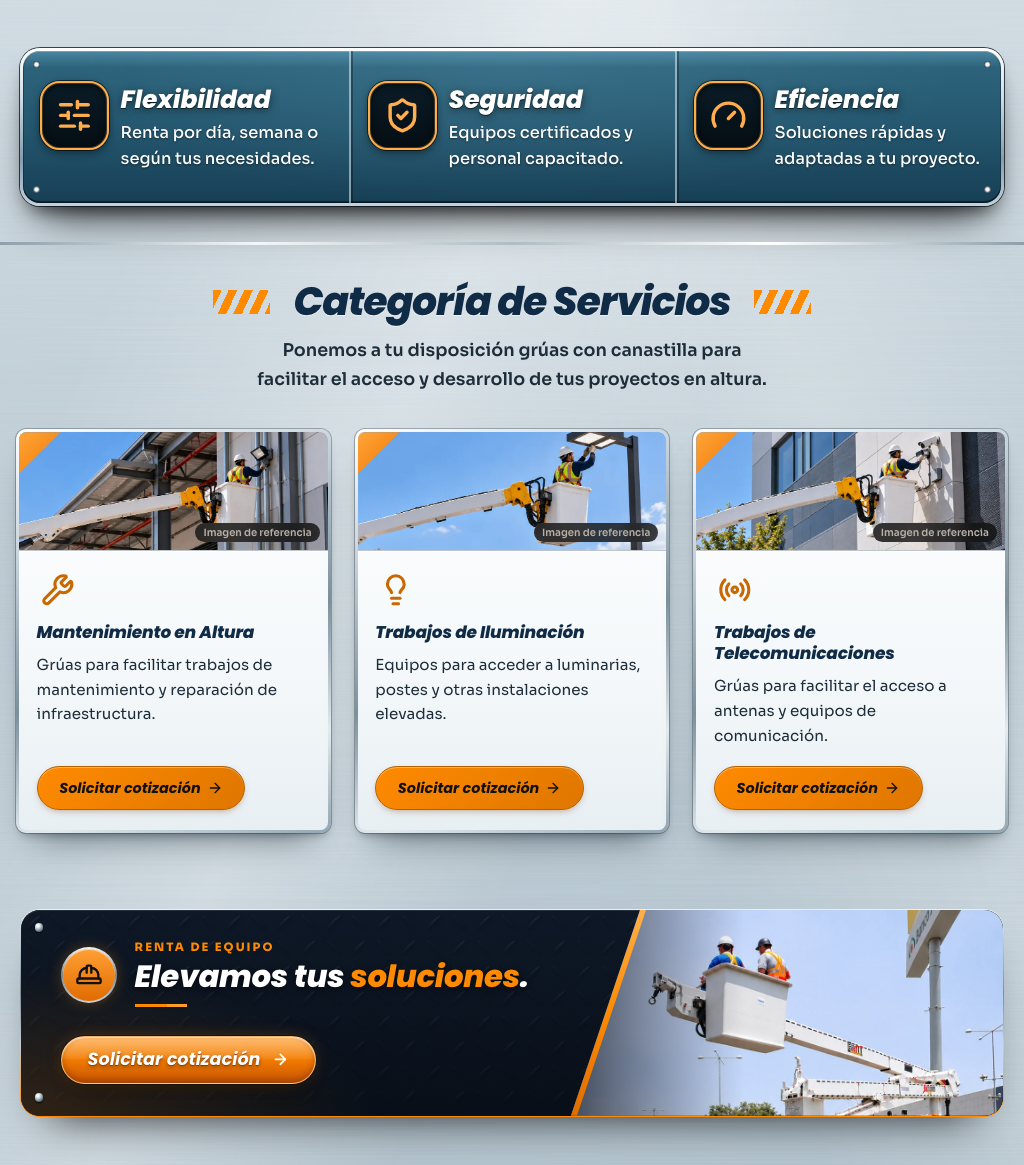 Flexibilidad
Renta por día, semana o
según tus necesidades.
Seguridad
Equipos certificados y
personal capacitado.
Eficiencia
Soluciones rápidas y
adaptadas a tu proyecto.
Categoría de Servicios
Ponemos a tu disposición grúas con canastilla para
facilitar el acceso y desarrollo de tus proyectos en altura.
Imagen de referencia
Mantenimiento en Altura
Grúas para facilitar trabajos de
mantenimiento y reparación de
infraestructura.
Solicitar cotización
Imagen de referencia
Trabajos de Iluminación
Equipos para acceder a luminarias,
postes y otras instalaciones
elevadas.
Solicitar cotización
Imagen de referencia
Trabajos de
Telecomunicaciones
Grúas para facilitar el acceso a
antenas y equipos de
comunicación.
Solicitar cotización
RENTA DE EQUIPO
Elevamos tus soluciones.
Solicitar cotización